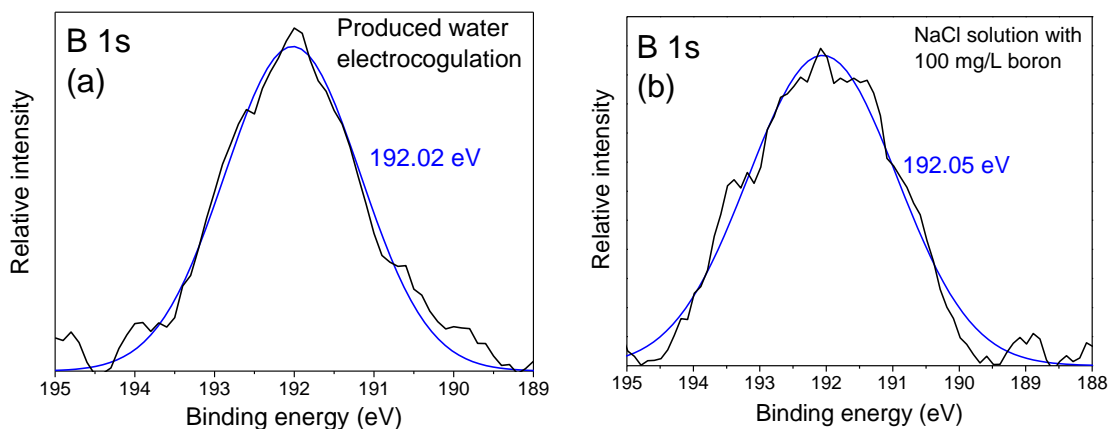 B 1s
(a)
Produced water
electrocogulation
192.02 eV
Relative intensity
195 194 193 192 191 190 189
Binding energy (eV)
B 1s
(b)
NaCl solution with
100 mg/L boron
192.05 eV
Relative intensity
195 194 193 192 191 190 189 188
Binding energy (eV)